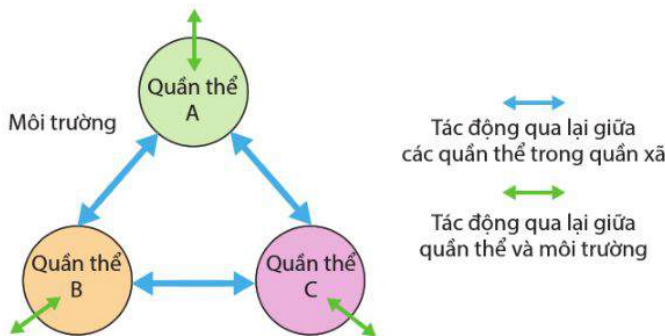 Quần thể
A
Môi trường
Quần thể
B
Quần thể
C
Tác động qua lại giữa
các quần thể trong quần xã
Tác động qua lại giữa
quần thể và môi trường